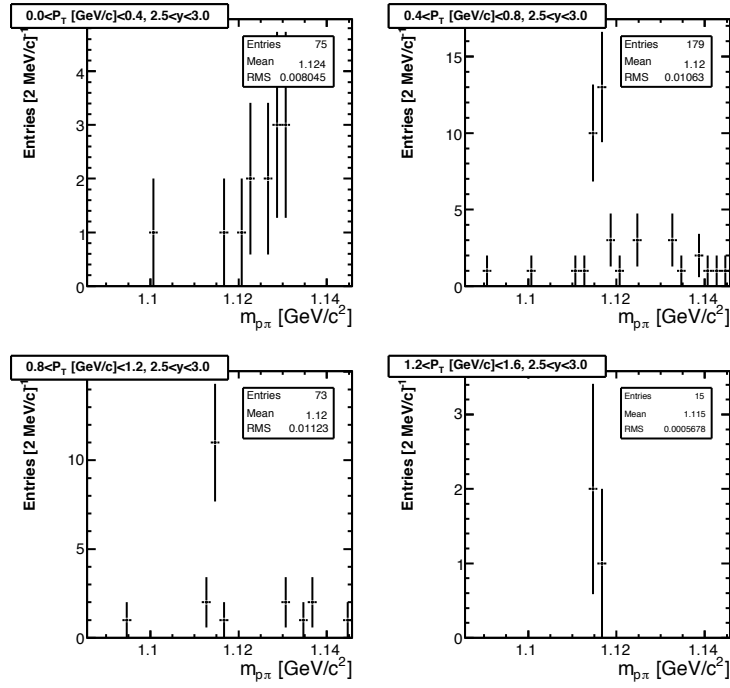 0.0<P_T [GeV/c]<0.4, 2.5<y<3.0
Entries 75
Mean 1.124
RMS 0.008045
Entries [2 MeV/c]^-1
4
3
2
1
0
1.1 1.12 1.14
m_pπ [GeV/c²]
0.4<P_T [GeV/c]<0.8, 2.5<y<3.0
Entries 179
Mean 1.12
RMS 0.01063
Entries [2 MeV/c]^-1
15
10
5
0
1.1 1.12 1.14
m_pπ [GeV/c²]
0.8<P_T [GeV/c]<1.2, 2.5<y<3.0
Entries 73
Mean 1.12
RMS 0.01123
Entries [2 MeV/c]^-1
10
5
0
1.1 1.12 1.14
m_pπ [GeV/c²]
1.2<P_T [GeV/c]<1.6, 2.5<y<3.0
Entries 15
Mean 1.115
RMS 0.0005678
Entries [2 MeV/c]^-1
3
2
1
0
1.1 1.12 1.14
m_pπ [GeV/c²]